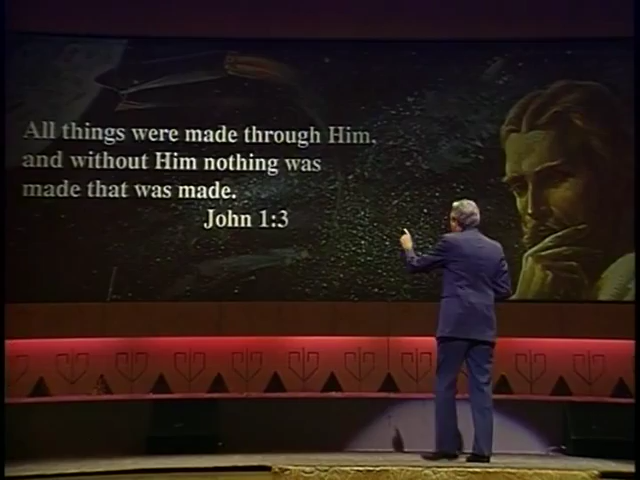 All things were made through Him,
and without Him nothing was
made that was made.
John 1:3